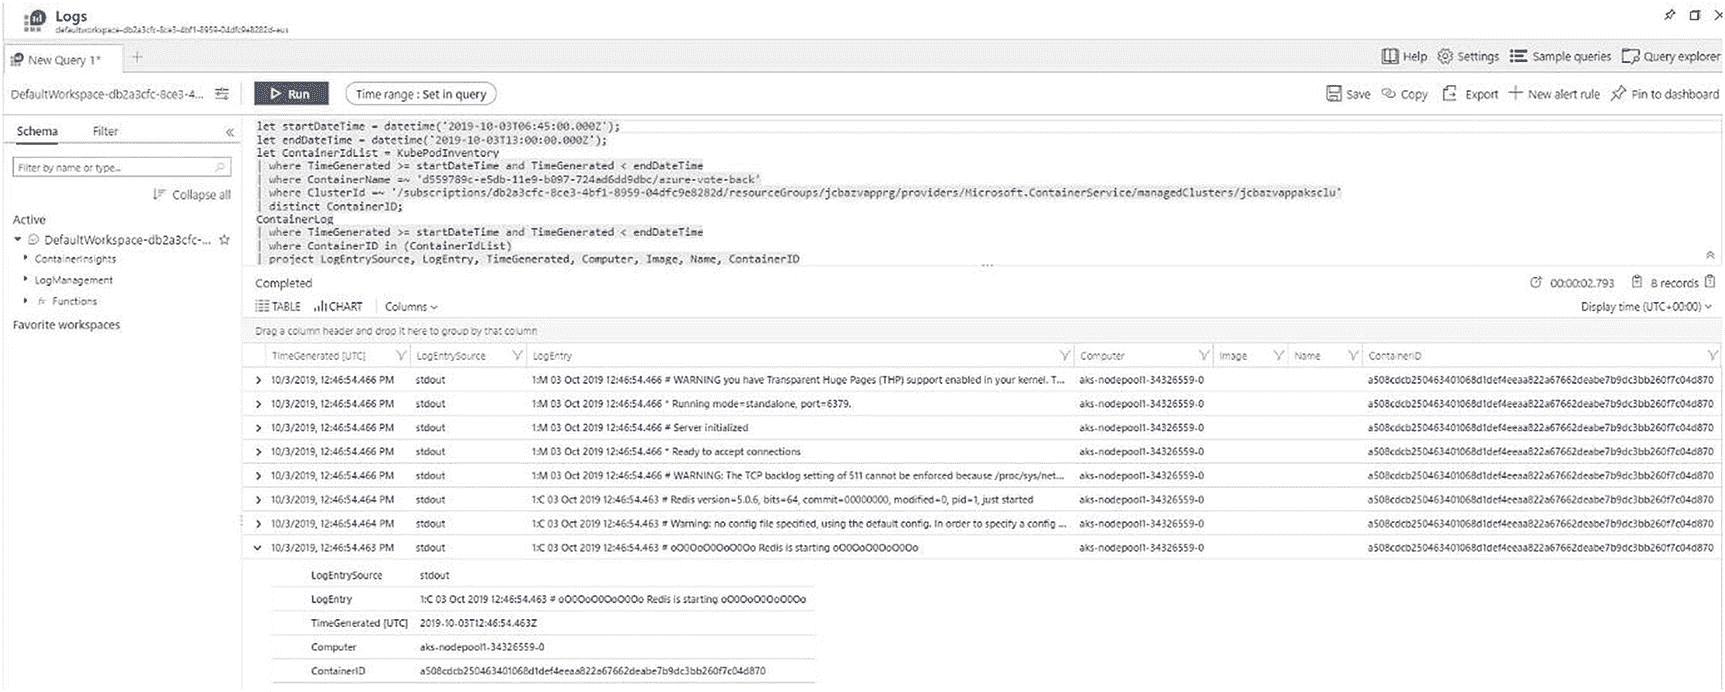 Logs
defaultworkspace-db2a3cfc-8ce3-4bf1-8959-04dfc9e8282d-eus
New Query 1*
Help Settings Sample queries Query explorer
DefaultWorkspace-db2a3cfc-8ce3-4... Run Time range : Set in query Save Copy Export New alert rule Pin to dashboard
Schema Filter «
Filter by name or type...
Collapse all
Active
DefaultWorkspace-db2a3cfc-...
ContainerInsights
LogManagement
fx Functions
Favorite workspaces
let startDateTime = datetime('2019-10-03T06:45:00.000Z');
let endDateTime = datetime('2019-10-03T13:00:00.000Z');
let ContainerIdList = KubePodInventory
| where TimeGenerated >= startDateTime and TimeGenerated < endDateTime
| where ContainerName =~ 'd559789c-e5db-11e9-b097-724ad6dd9dbc/azure-vote-back'
| where ClusterId =~ '/subscriptions/db2a3cfc-8ce3-4bf1-8959-04dfc9e8282d/resourceGroups/jcbazvapprg/providers/Microsoft.ContainerService/managedClusters/jcbazvappaksclu'
| distinct ContainerID;
ContainerLog
| where TimeGenerated >= startDateTime and TimeGenerated < endDateTime
| where ContainerID in (ContainerIdList)
| project LogEntrySource, LogEntry, TimeGenerated, Computer, Image, Name, ContainerID
Completed 00:00:02.793 8 records
TABLE CHART Columns Display time (UTC+00:00)
Drag a column header and drop it here to group by that column
TimeGenerated [UTC] LogEntrySource LogEntry Computer Image Name ContainerID
10/3/2019, 12:46:54.466 PM stdout 1:M 03 Oct 2019 12:46:54.466 # WARNING you have Transparent Huge Pages (THP) support enabled in your kernel. T... aks-nodepool1-34326559-0 a508cdcb250463401068d1def4eeaa822a67662deabe7b9dc3bb260f7c04d870
10/3/2019, 12:46:54.466 PM stdout 1:M 03 Oct 2019 12:46:54.466 * Running mode=standalone, port=6379. aks-nodepool1-34326559-0 a508cdcb250463401068d1def4eeaa822a67662deabe7b9dc3bb260f7c04d870
10/3/2019, 12:46:54.466 PM stdout 1:M 03 Oct 2019 12:46:54.466 # Server initialized aks-nodepool1-34326559-0 a508cdcb250463401068d1def4eeaa822a67662deabe7b9dc3bb260f7c04d870
10/3/2019, 12:46:54.466 PM stdout 1:M 03 Oct 2019 12:46:54.466 * Ready to accept connections aks-nodepool1-34326559-0 a508cdcb250463401068d1def4eeaa822a67662deabe7b9dc3bb260f7c04d870
10/3/2019, 12:46:54.466 PM stdout 1:M 03 Oct 2019 12:46:54.466 # WARNING: The TCP backlog setting of 511 cannot be enforced because /proc/sys/net... aks-nodepool1-34326559-0 a508cdcb250463401068d1def4eeaa822a67662deabe7b9dc3bb260f7c04d870
10/3/2019, 12:46:54.464 PM stdout 1:C 03 Oct 2019 12:46:54.463 # Redis version=5.0.6, bits=64, commit=00000000, modified=0, pid=1, just started aks-nodepool1-34326559-0 a508cdcb250463401068d1def4eeaa822a67662deabe7b9dc3bb260f7c04d870
10/3/2019, 12:46:54.464 PM stdout 1:C 03 Oct 2019 12:46:54.463 # Warning: no config file specified, using the default config. In order to specify a config ... aks-nodepool1-34326559-0 a508cdcb250463401068d1def4eeaa822a67662deabe7b9dc3bb260f7c04d870
10/3/2019, 12:46:54.463 PM stdout 1:C 03 Oct 2019 12:46:54.463 # oO0OoO0OoO0Oo Redis is starting oO0OoO0OoO0Oo aks-nodepool1-34326559-0 a508cdcb250463401068d1def4eeaa822a67662deabe7b9dc3bb260f7c04d870
LogEntrySource stdout
LogEntry 1:C 03 Oct 2019 12:46:54.463 # oO0OoO0OoO0Oo Redis is starting oO0OoO0OoO0Oo
TimeGenerated [UTC] 2019-10-03T12:46:54.463Z
Computer aks-nodepool1-34326559-0
ContainerID a508cdcb250463401068d1def4eeaa822a67662deabe7b9dc3bb260f7c04d870